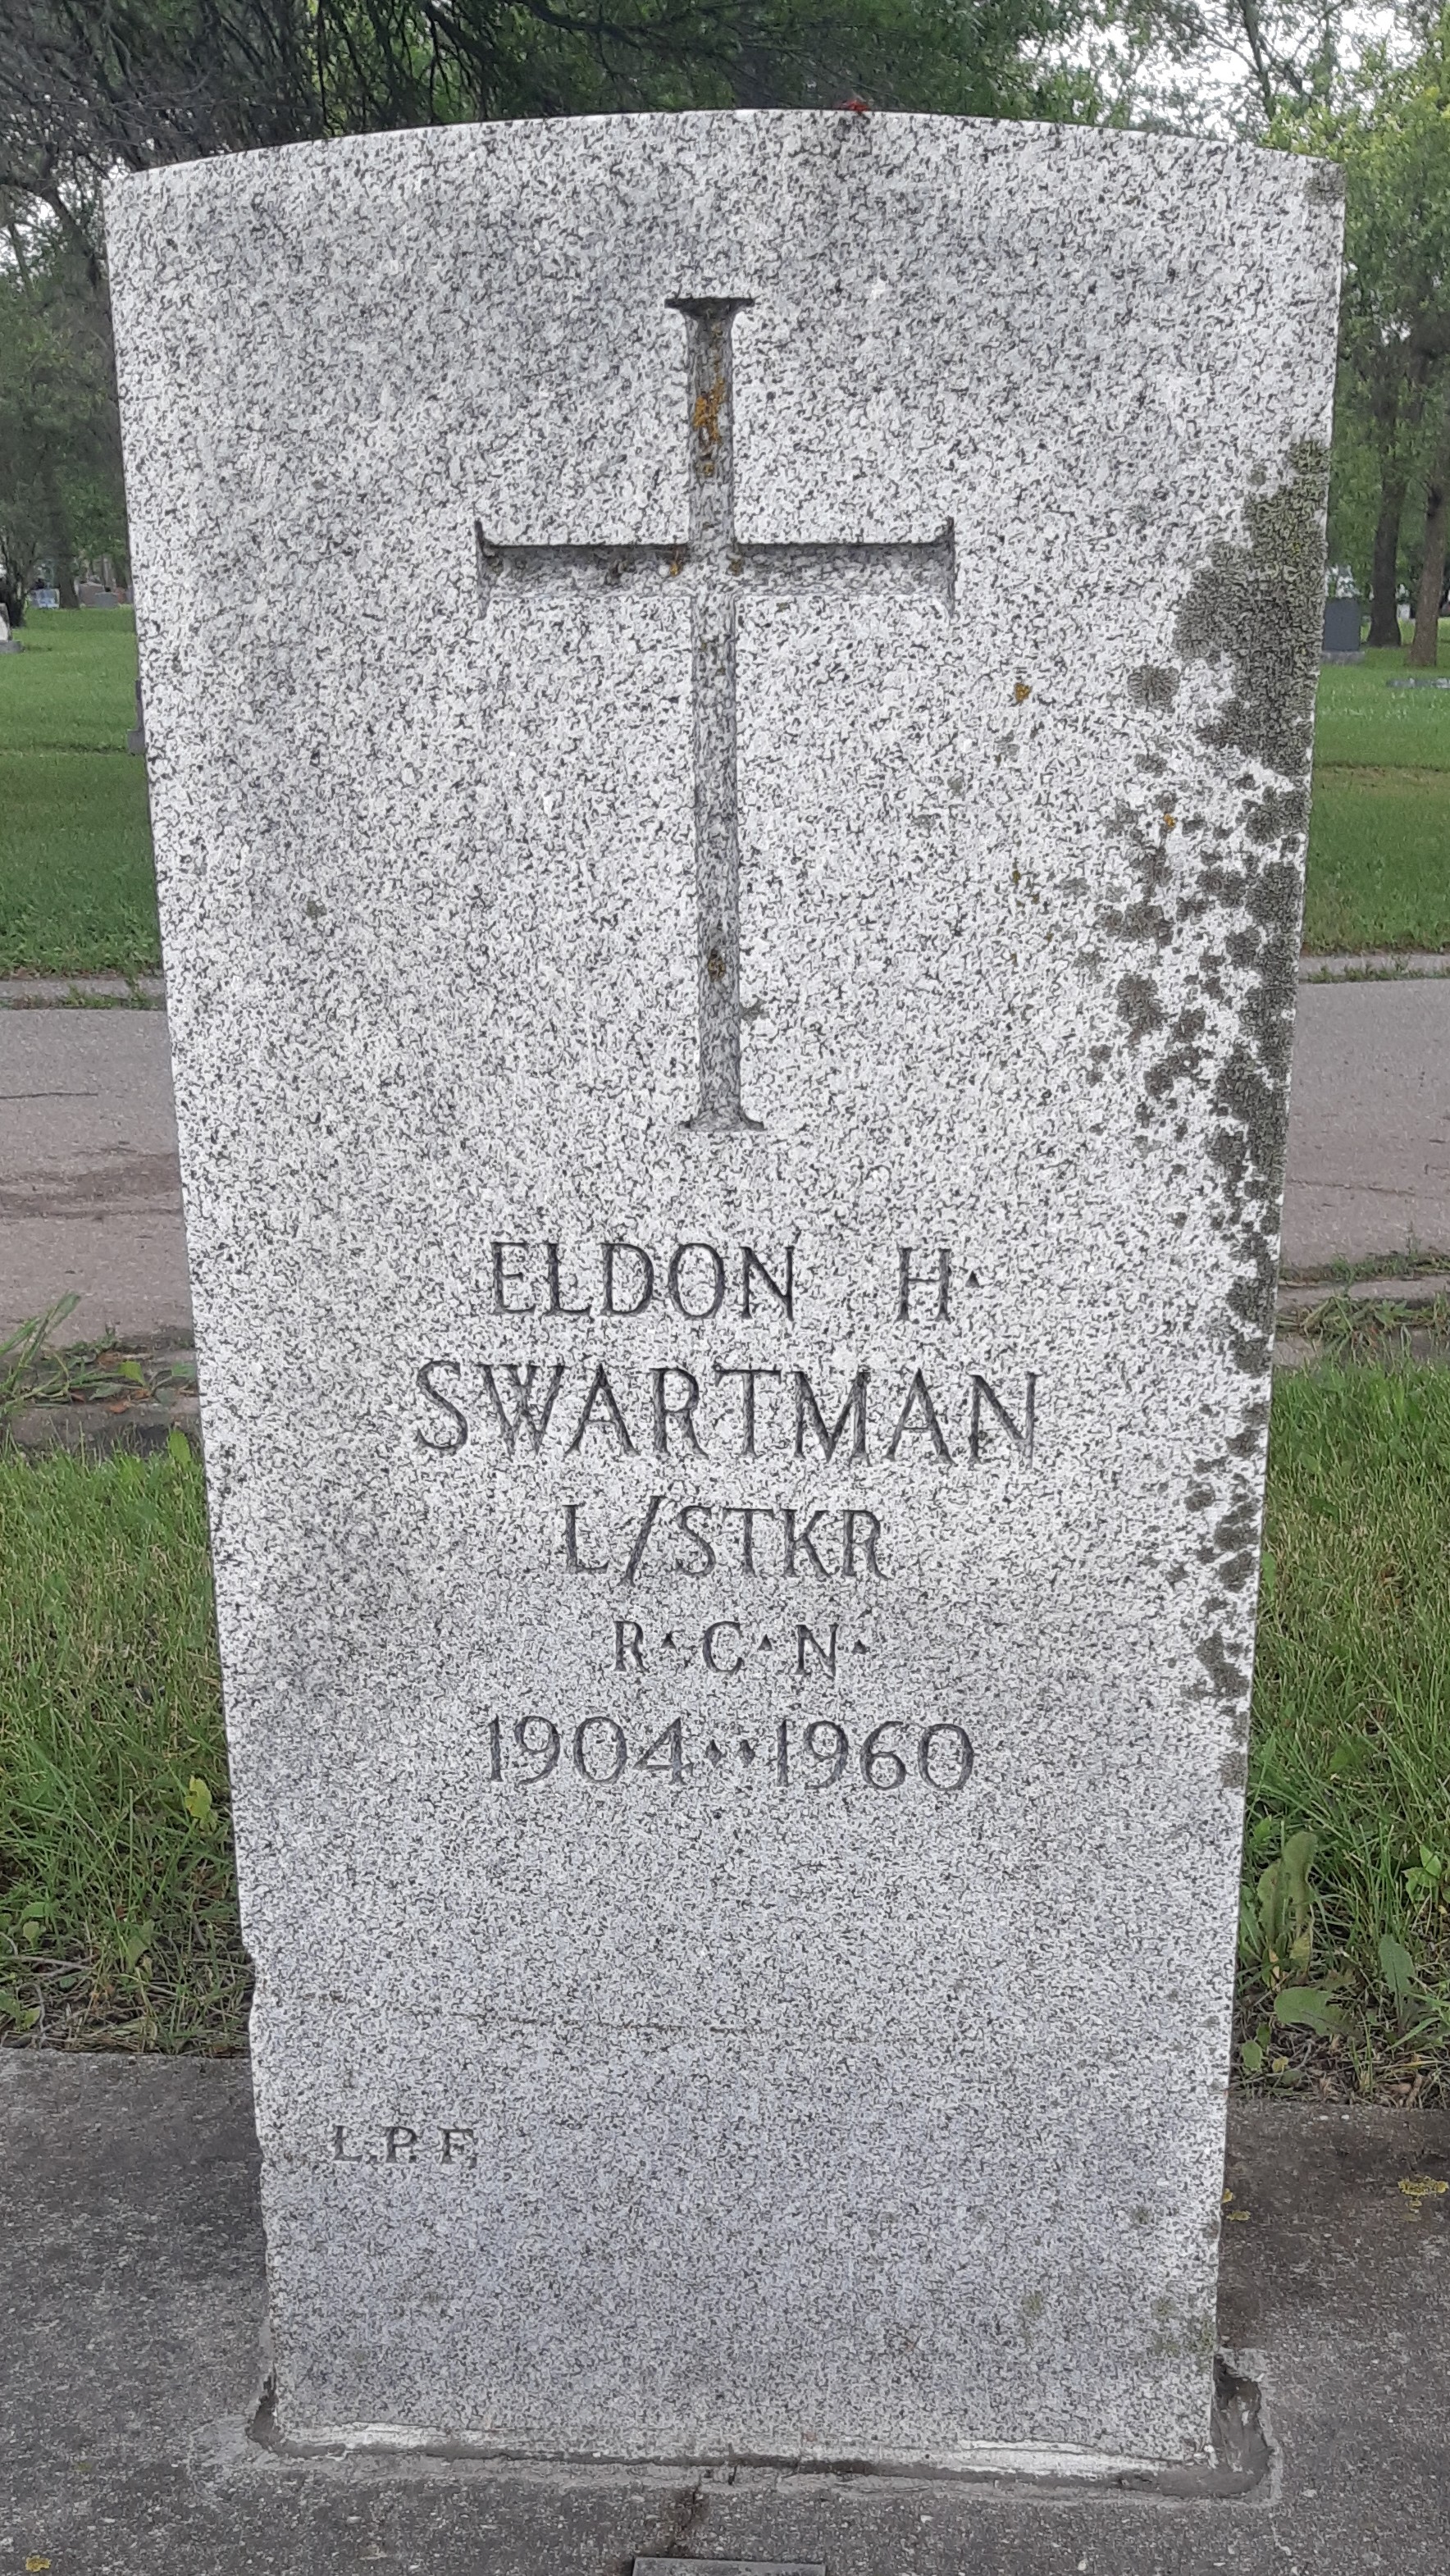 ELDON H.
SWARTMAN
L/STKR
R.C.N.
1904..1960
L.P.F.